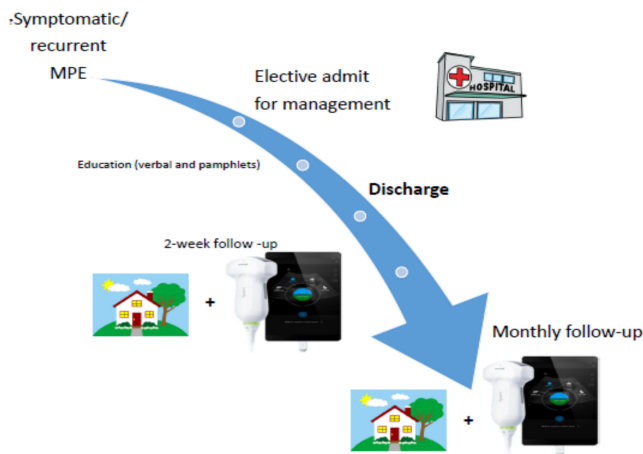 :Symptomatic/
recurrent
MPE
Elective admit
for management
HOSPITAL
Education (verbal and pamphlets)
Discharge
2-week follow -up
+
Monthly follow-up
+